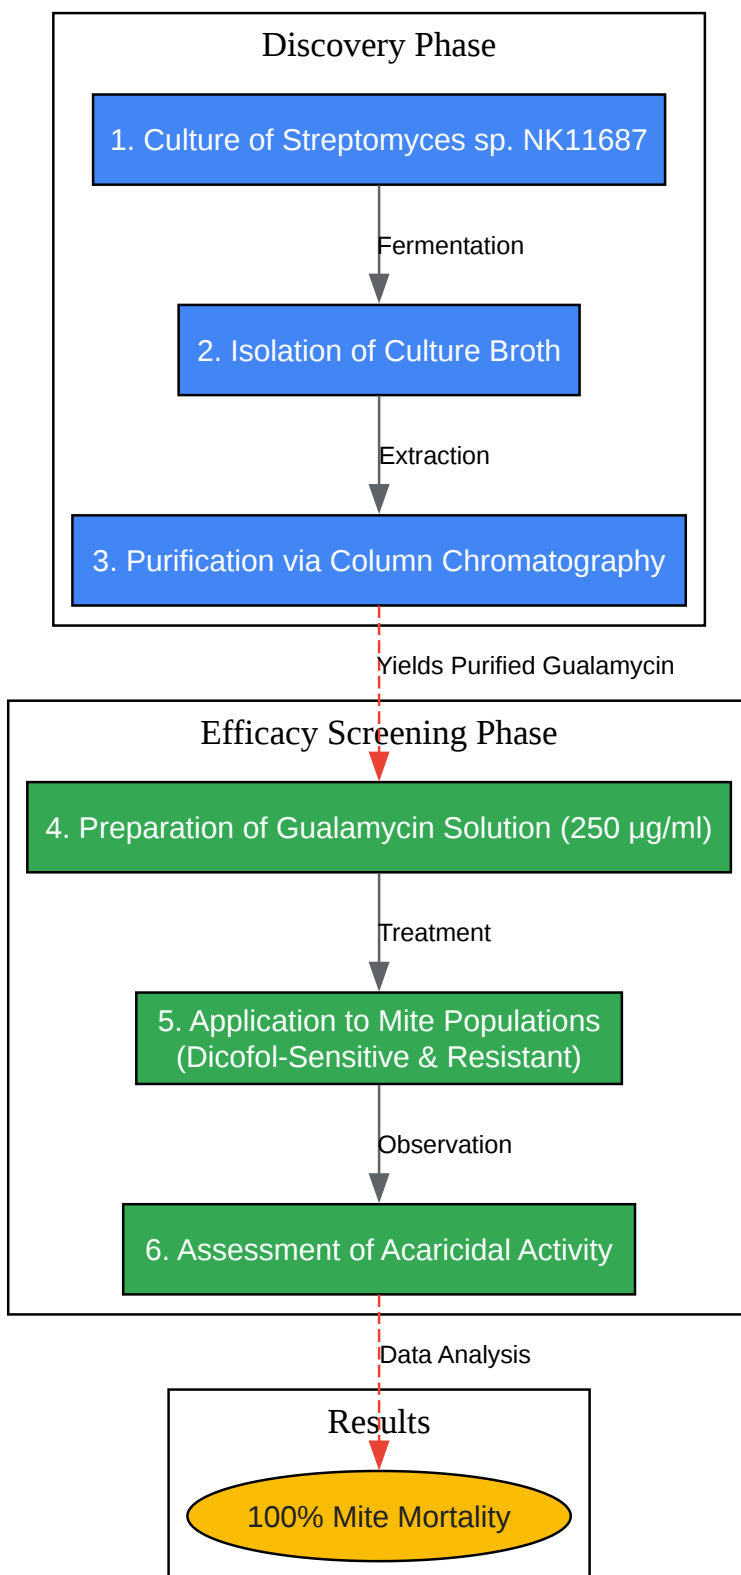 Discovery Phase
1. Culture of Streptomyces sp. NK11687
Fermentation
2. Isolation of Culture Broth
Extraction
3. Purification via Column Chromatography
Yields Purified Gualamycin
Efficacy Screening Phase
4. Preparation of Gualamycin Solution (250 μg/ml)
Treatment
5. Application to Mite Populations
(Dicofol-Sensitive & Resistant)
Observation
6. Assessment of Acaricidal Activity
Data Analysis
Results
100% Mite Mortality